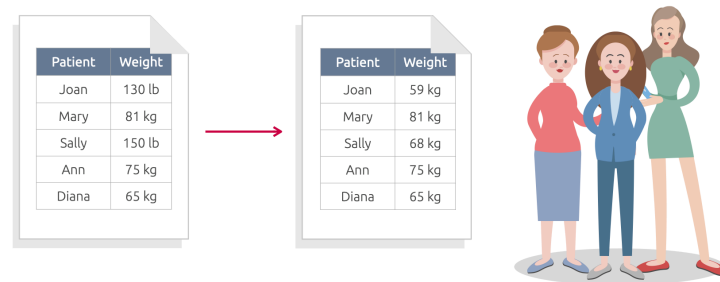 Patient Weight
Joan 130 lb
Mary 81 kg
Sally 150 lb
Ann 75 kg
Diana 65 kg
Patient Weight
Joan 59 kg
Mary 81 kg
Sally 68 kg
Ann 75 kg
Diana 65 kg